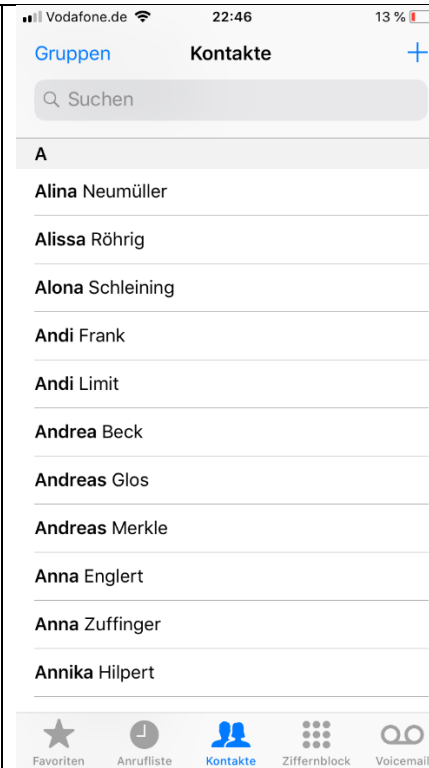 Vodafone.de 22:46 13 %
Gruppen Kontakte +
Suchen
A
Alina Neumüller
Alissa Röhrig
Alona Schleining
Andi Frank
Andi Limit
Andrea Beck
Andreas Glos
Andreas Merkle
Anna Englert
Anna Zuffinger
Annika Hilpert
Favoriten Anrufliste Kontakte Ziffernblock Voicemail